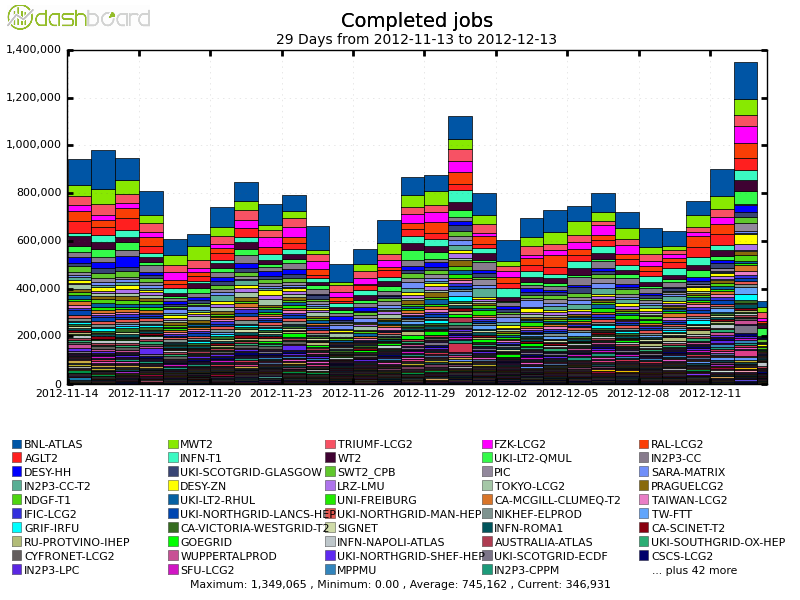 dashboard
Completed jobs
29 Days from 2012-11-13 to 2012-12-13
1,400,000
1,200,000
1,000,000
800,000
600,000
400,000
200,000
0
2012-11-14 2012-11-17 2012-11-20 2012-11-23 2012-11-26 2012-11-29 2012-12-02 2012-12-05 2012-12-08 2012-12-11
BNL-ATLAS MWT2 TRIUMF-LCG2 FZK-LCG2 RAL-LCG2
AGLT2 INFN-T1 WT2 UKI-LT2-QMUL IN2P3-CC
DESY-HH UKI-SCOTGRID-GLASGOW SWT2_CPB PIC SARA-MATRIX
IN2P3-CC-T2 DESY-ZN LRZ-LMU TOKYO-LCG2 PRAGUELCG2
NDGF-T1 UKI-LT2-RHUL UNI-FREIBURG CA-MCGILL-CLUMEQ-T2 TAIWAN-LCG2
IFIC-LCG2 UKI-NORTHGRID-LANCS-HEP UKI-NORTHGRID-MAN-HEP INFN-MILANO-ATLASC TW-FTT
GRIF-IRFU CA-VICTORIA-WESTGRID-T2 SIGNET INFN-ROMA1 CA-SCINET-T2
RU-PROTVINO-IHEP GOEGRID INFN-NAPOLI-ATLAS AUSTRALIA-ATLAS UKI-SOUTHGRID-OX-HEP
CYFRONET-LCG2 WUPPERTALPROD UKI-NORTHGRID-SHEF-HEP UKI-SCOTGRID-ECDF CSCS-LCG2
IN2P3-LPC SFU-LCG2 MPPMU IN2P3-CPPM ... plus 42 more
Maximum: 1,349,065 , Minimum: 0.00 , Average: 745,162 , Current: 346,931